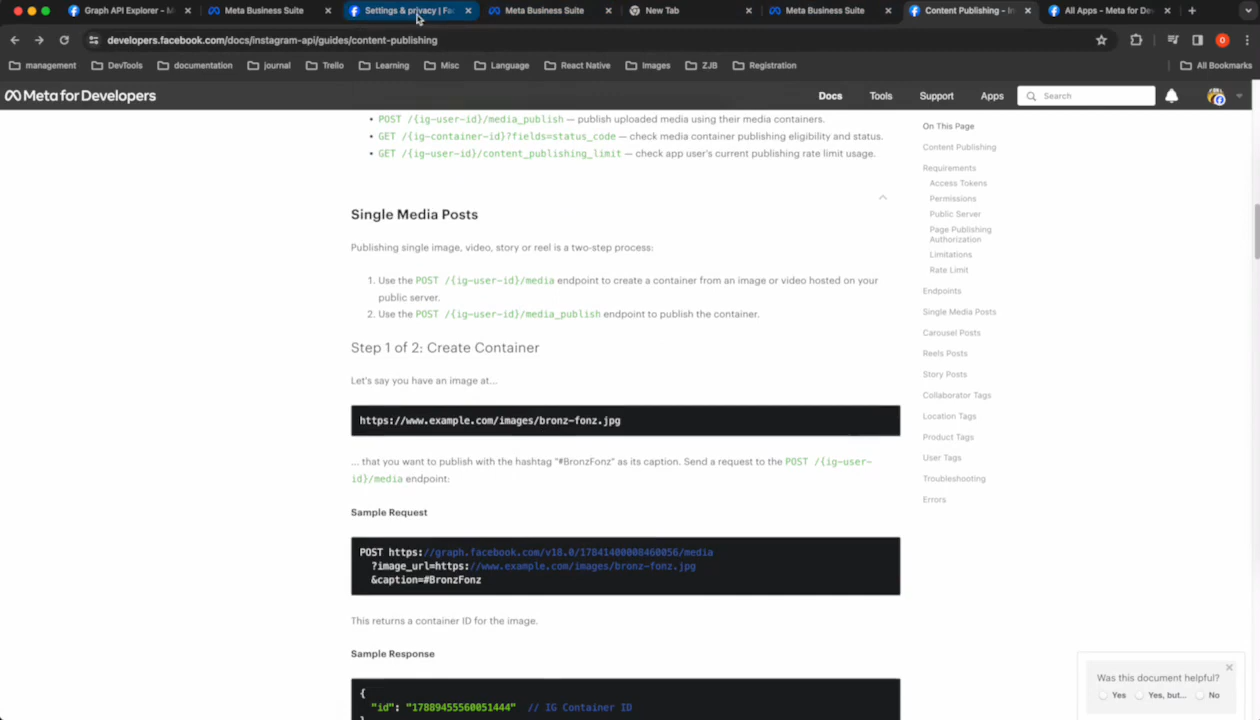 Graph API Explorer - M
Meta Business Suite
Settings & privacy | Fa
Meta Business Suite
New Tab
Meta Business Suite
Content Publishing - In
All Apps - Meta for De
developers.facebook.com/docs/instagram-api/guides/content-publishing
management
DevTools
documentation
journal
Trello
Learning
Misc
Language
React Native
Images
ZJB
Registration
All Bookmarks
Meta for Developers
Docs
Tools
Support
Apps
Search
• POST /{ig-user-id}/media_publish — publish uploaded media using their media containers.
• GET /{ig-container-id}?fields=status_code — check media container publishing eligibility and status.
• GET /{ig-user-id}/content_publishing_limit — check app user's current publishing rate limit usage.
Single Media Posts
Publishing single image, video, story or reel is a two-step process:
1. Use the POST /{ig-user-id}/media endpoint to create a container from an image or video hosted on your
public server.
2. Use the POST /{ig-user-id}/media_publish endpoint to publish the container.
Step 1 of 2: Create Container
Let's say you have an image at...
https://www.example.com/images/bronz-fonz.jpg
... that you want to publish with the hashtag "#BronzFonz" as its caption. Send a request to the POST /{ig-user-
id}/media endpoint:
Sample Request
POST https://graph.facebook.com/v18.0/17841400008460056/media
?image_url=https://www.example.com/images/bronz-fonz.jpg
&caption=#BronzFonz
This returns a container ID for the image.
Sample Response
{
"id": "17889455560051444" // IG Container ID
On This Page
Content Publishing
Requirements
Access Tokens
Permissions
Public Server
Page Publishing
Authorization
Limitations
Rate Limit
Endpoints
Single Media Posts
Carousel Posts
Reels Posts
Story Posts
Collaborator Tags
Location Tags
Product Tags
User Tags
Troubleshooting
Errors
Was this document helpful?
Yes
Yes, but...
No